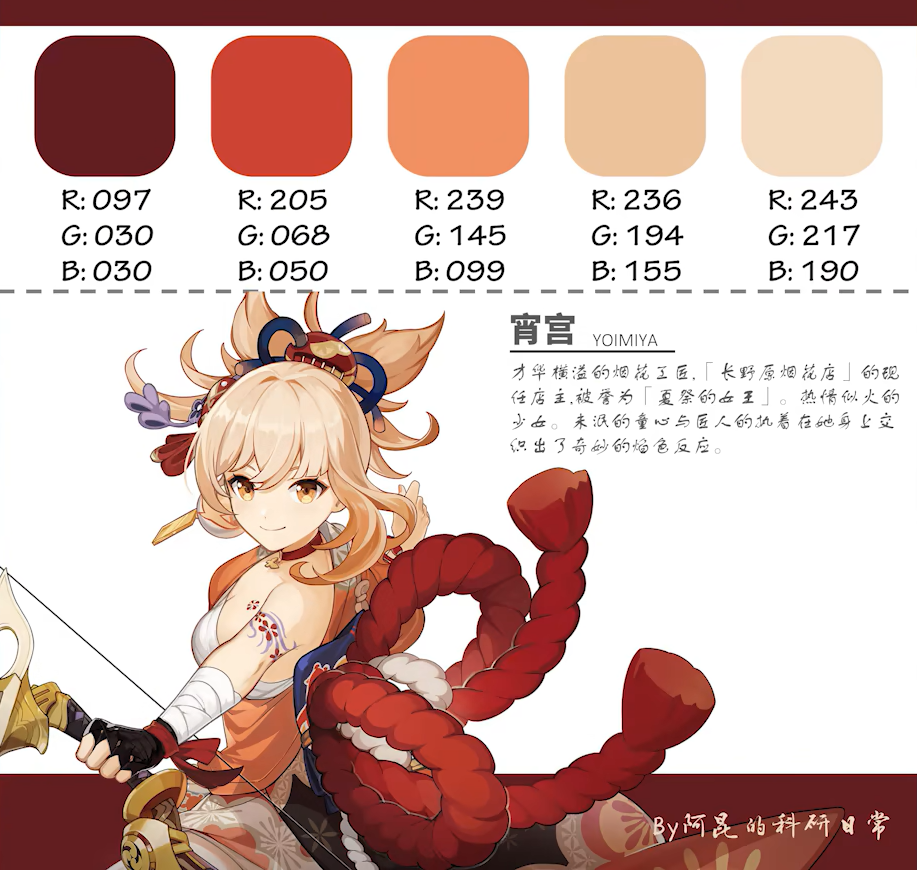 R: 097 R: 205 R: 239 R: 236 R: 243
G: 030 G: 068 G: 145 G: 194 G: 217
B: 030 B: 050 B: 099 B: 155 B: 190
宵宫 YOIMIYA
才华横溢的烟花工匠,「长野原烟花店」的现
任店主,被誉为「夏祭的女王」。热情似火的
少女。未泯的童心与匠人的执着在她身上交
织出了奇妙的焰色反应。
By阿昆的科研日常